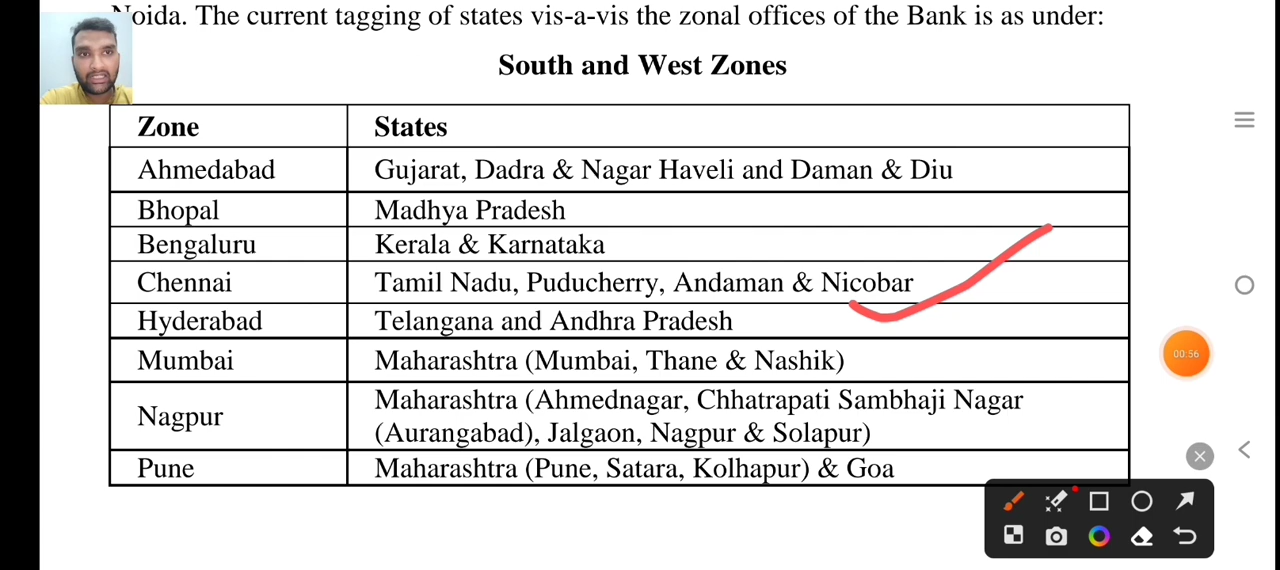 Noida. The current tagging of states vis-a-vis the zonal offices of the Bank is as under:
South and West Zones
Zone States
Ahmedabad Gujarat, Dadra & Nagar Haveli and Daman & Diu
Bhopal Madhya Pradesh
Bengaluru Kerala & Karnataka
Chennai Tamil Nadu, Puducherry, Andaman & Nicobar
Hyderabad Telangana and Andhra Pradesh
Mumbai Maharashtra (Mumbai, Thane & Nashik)
Nagpur Maharashtra (Ahmednagar, Chhatrapati Sambhaji Nagar
(Aurangabad), Jalgaon, Nagpur & Solapur)
Pune Maharashtra (Pune, Satara, Kolhapur) & Goa
00:56